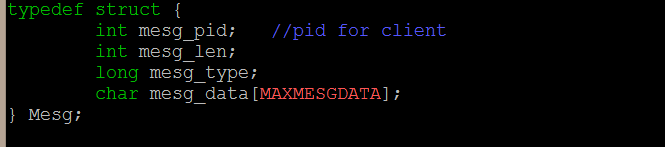 typedef struct {
        int mesg_pid;   //pid for client
        int mesg_len;
        long mesg_type;
        char mesg_data[MAXMESGDATA];
} Mesg;